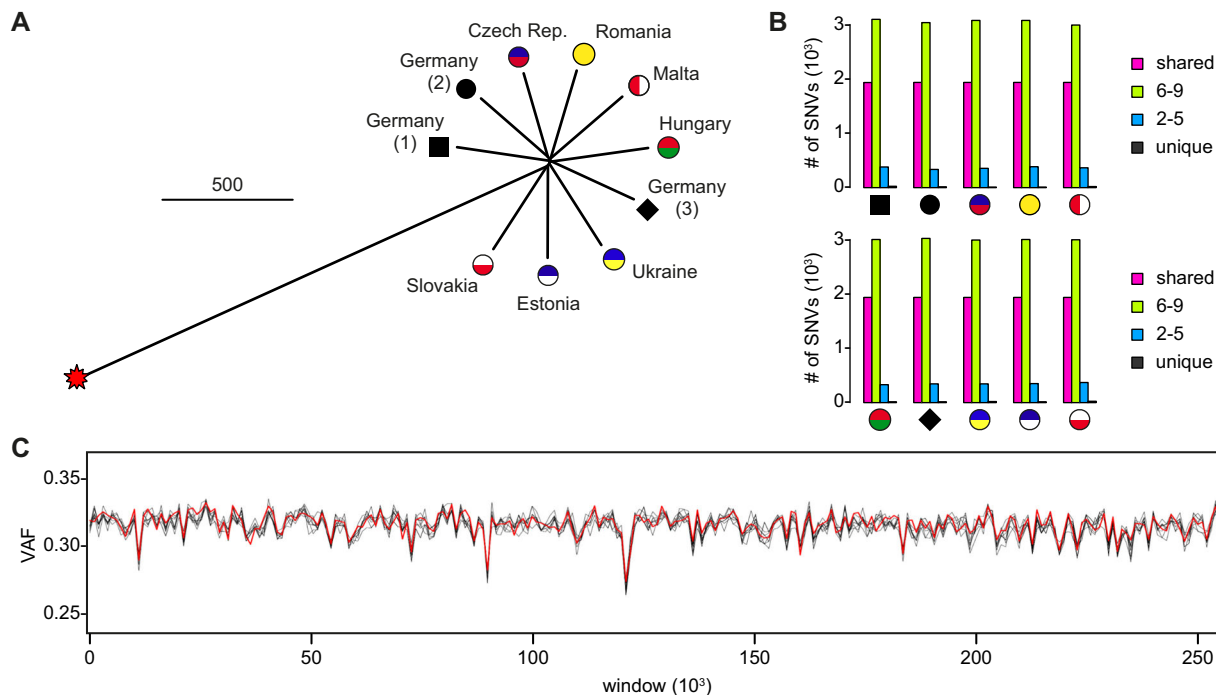 A
Czech Rep.
Romania
Germany
(2)
Malta
Germany
(1)
Hungary
500
Germany
(3)
Ukraine
Slovakia
Estonia
B
# of SNVs (10³)
3
2
1
0
shared
6-9
2-5
unique
# of SNVs (10³)
3
2
1
0
shared
6-9
2-5
unique
C
VAF
0.35
0.30
0.25
0
50
100
150
200
250
window (10³)